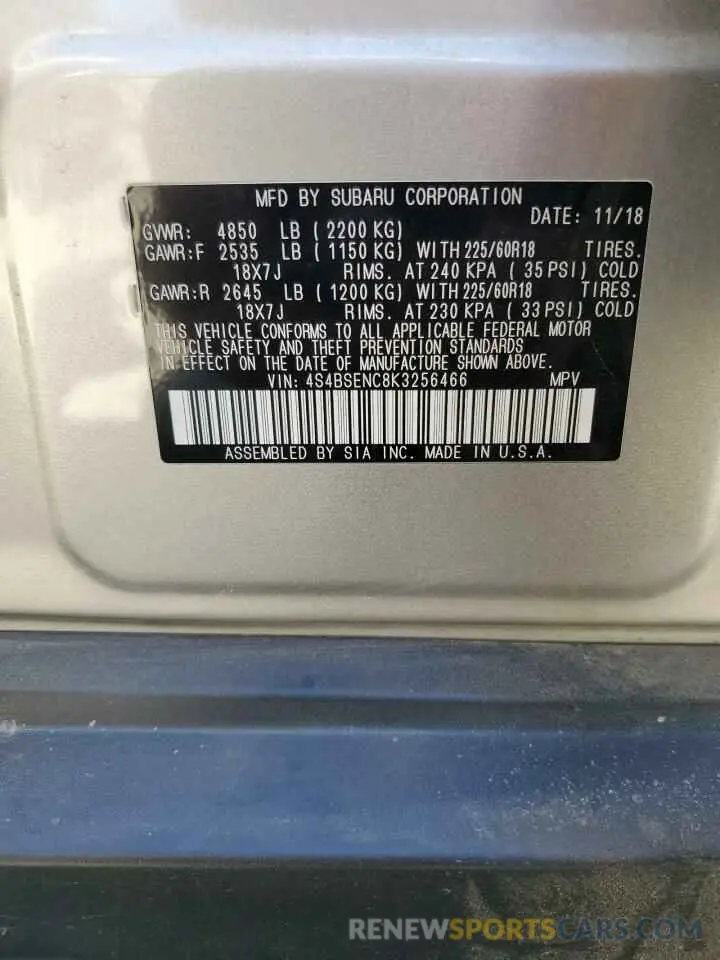 MFD BY SUBARU CORPORATION
DATE: 11/18
GVWR: 4850 LB ( 2200 KG)
GAWR:F 2535 LB ( 1150 KG) WITH 225/60R18 TIRES.
18X7J RIMS. AT 240 KPA ( 35 PSI) COLD
GAWR:R 2645 LB ( 1200 KG) WITH 225/60R18 TIRES.
18X7J RIMS. AT 230 KPA ( 33 PSI) COLD
THIS VEHICLE CONFORMS TO ALL APPLICABLE FEDERAL MOTOR
VEHICLE SAFETY AND THEFT PREVENTION STANDARDS
IN EFFECT ON THE DATE OF MANUFACTURE SHOWN ABOVE.
VIN: 4S4BSENC8K3256466 MPV
ASSEMBLED BY SIA INC. MADE IN U.S.A.
RENEWSPORTSCARS.COM